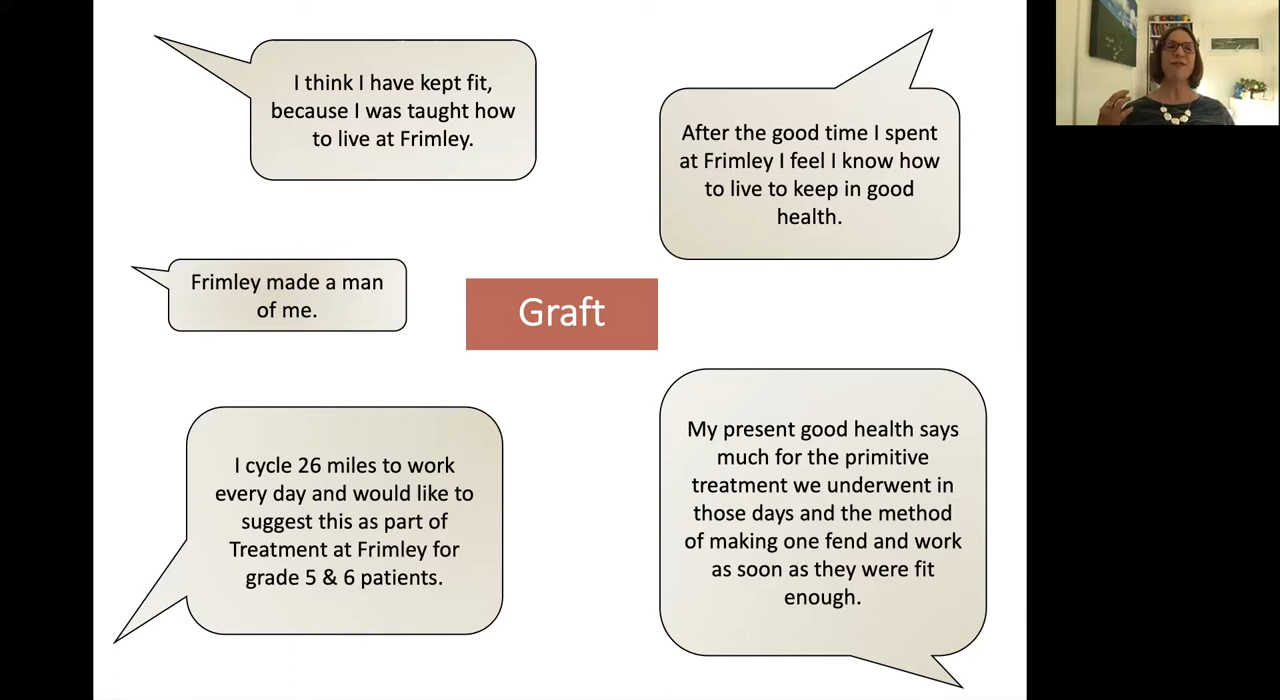 I think I have kept fit,
because I was taught how
to live at Frimley.
After the good time I spent
at Frimley I feel I know how
to live to keep in good
health.
Frimley made a man
of me.
Graft
I cycle 26 miles to work
every day and would like to
suggest this as part of
Treatment at Frimley for
grade 5 & 6 patients.
My present good health says
much for the primitive
treatment we underwent in
those days and the method
of making one fend and work
as soon as they were fit
enough.